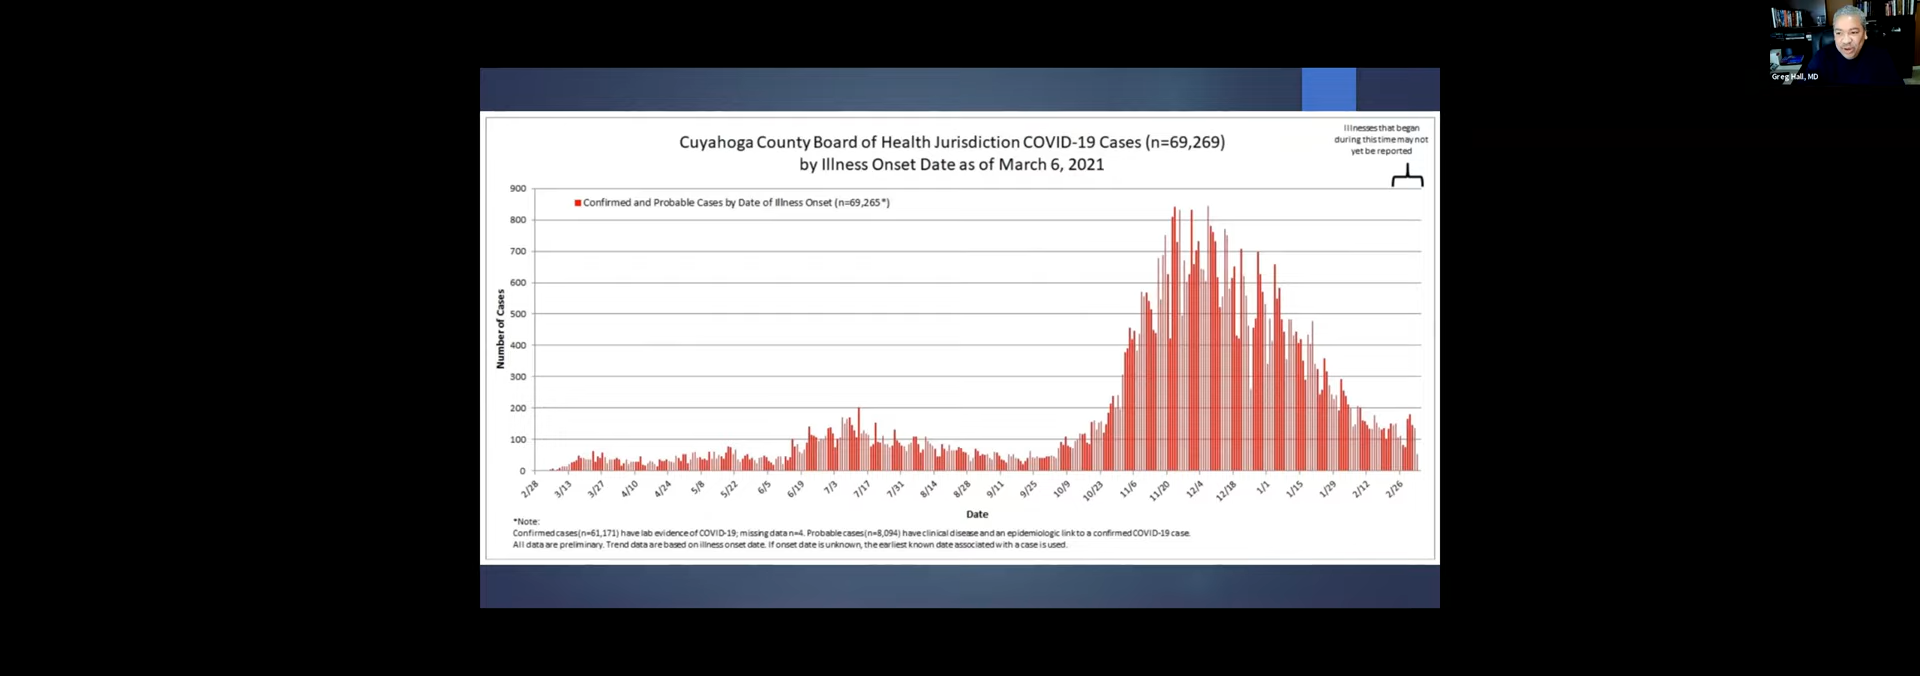 Greg Hall, MD
Illnesses that began
during this time may not
yet be reported
Cuyahoga County Board of Health Jurisdiction COVID-19 Cases (n=69,269)
by Illness Onset Date as of March 6, 2021
Confirmed and Probable Cases by Date of Illness Onset (n=69,265*)
900
800
700
600
500
400
300
200
100
0
Number of Cases
2/28 3/13 3/27 4/10 4/24 5/8 5/22 6/5 6/19 7/3 7/17 7/31 8/14 8/28 9/11 9/25 10/9 10/23 11/6 11/20 12/4 12/18 1/1 1/15 1/29 2/12 2/26
Date
*Note:
Confirmed cases (n=61,171) have lab evidence of COVID-19; missing data n=4. Probable cases (n=8,094) have clinical disease and an epidemiologic link to a confirmed COVID-19 case.
All data are preliminary. Trend data are based on illness onset date. If onset date is unknown, the earliest known date associated with a case is used.